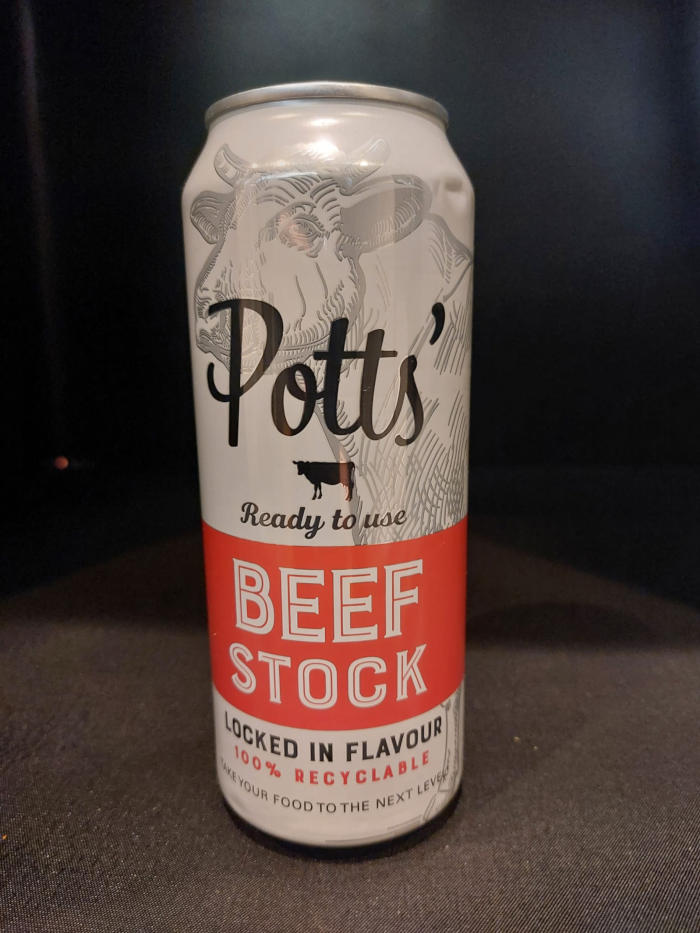 Potts'
Ready to use
BEEF
STOCK
LOCKED IN FLAVOUR
100% RECYCLABLE
TAKE YOUR FOOD TO THE NEXT LEVEL